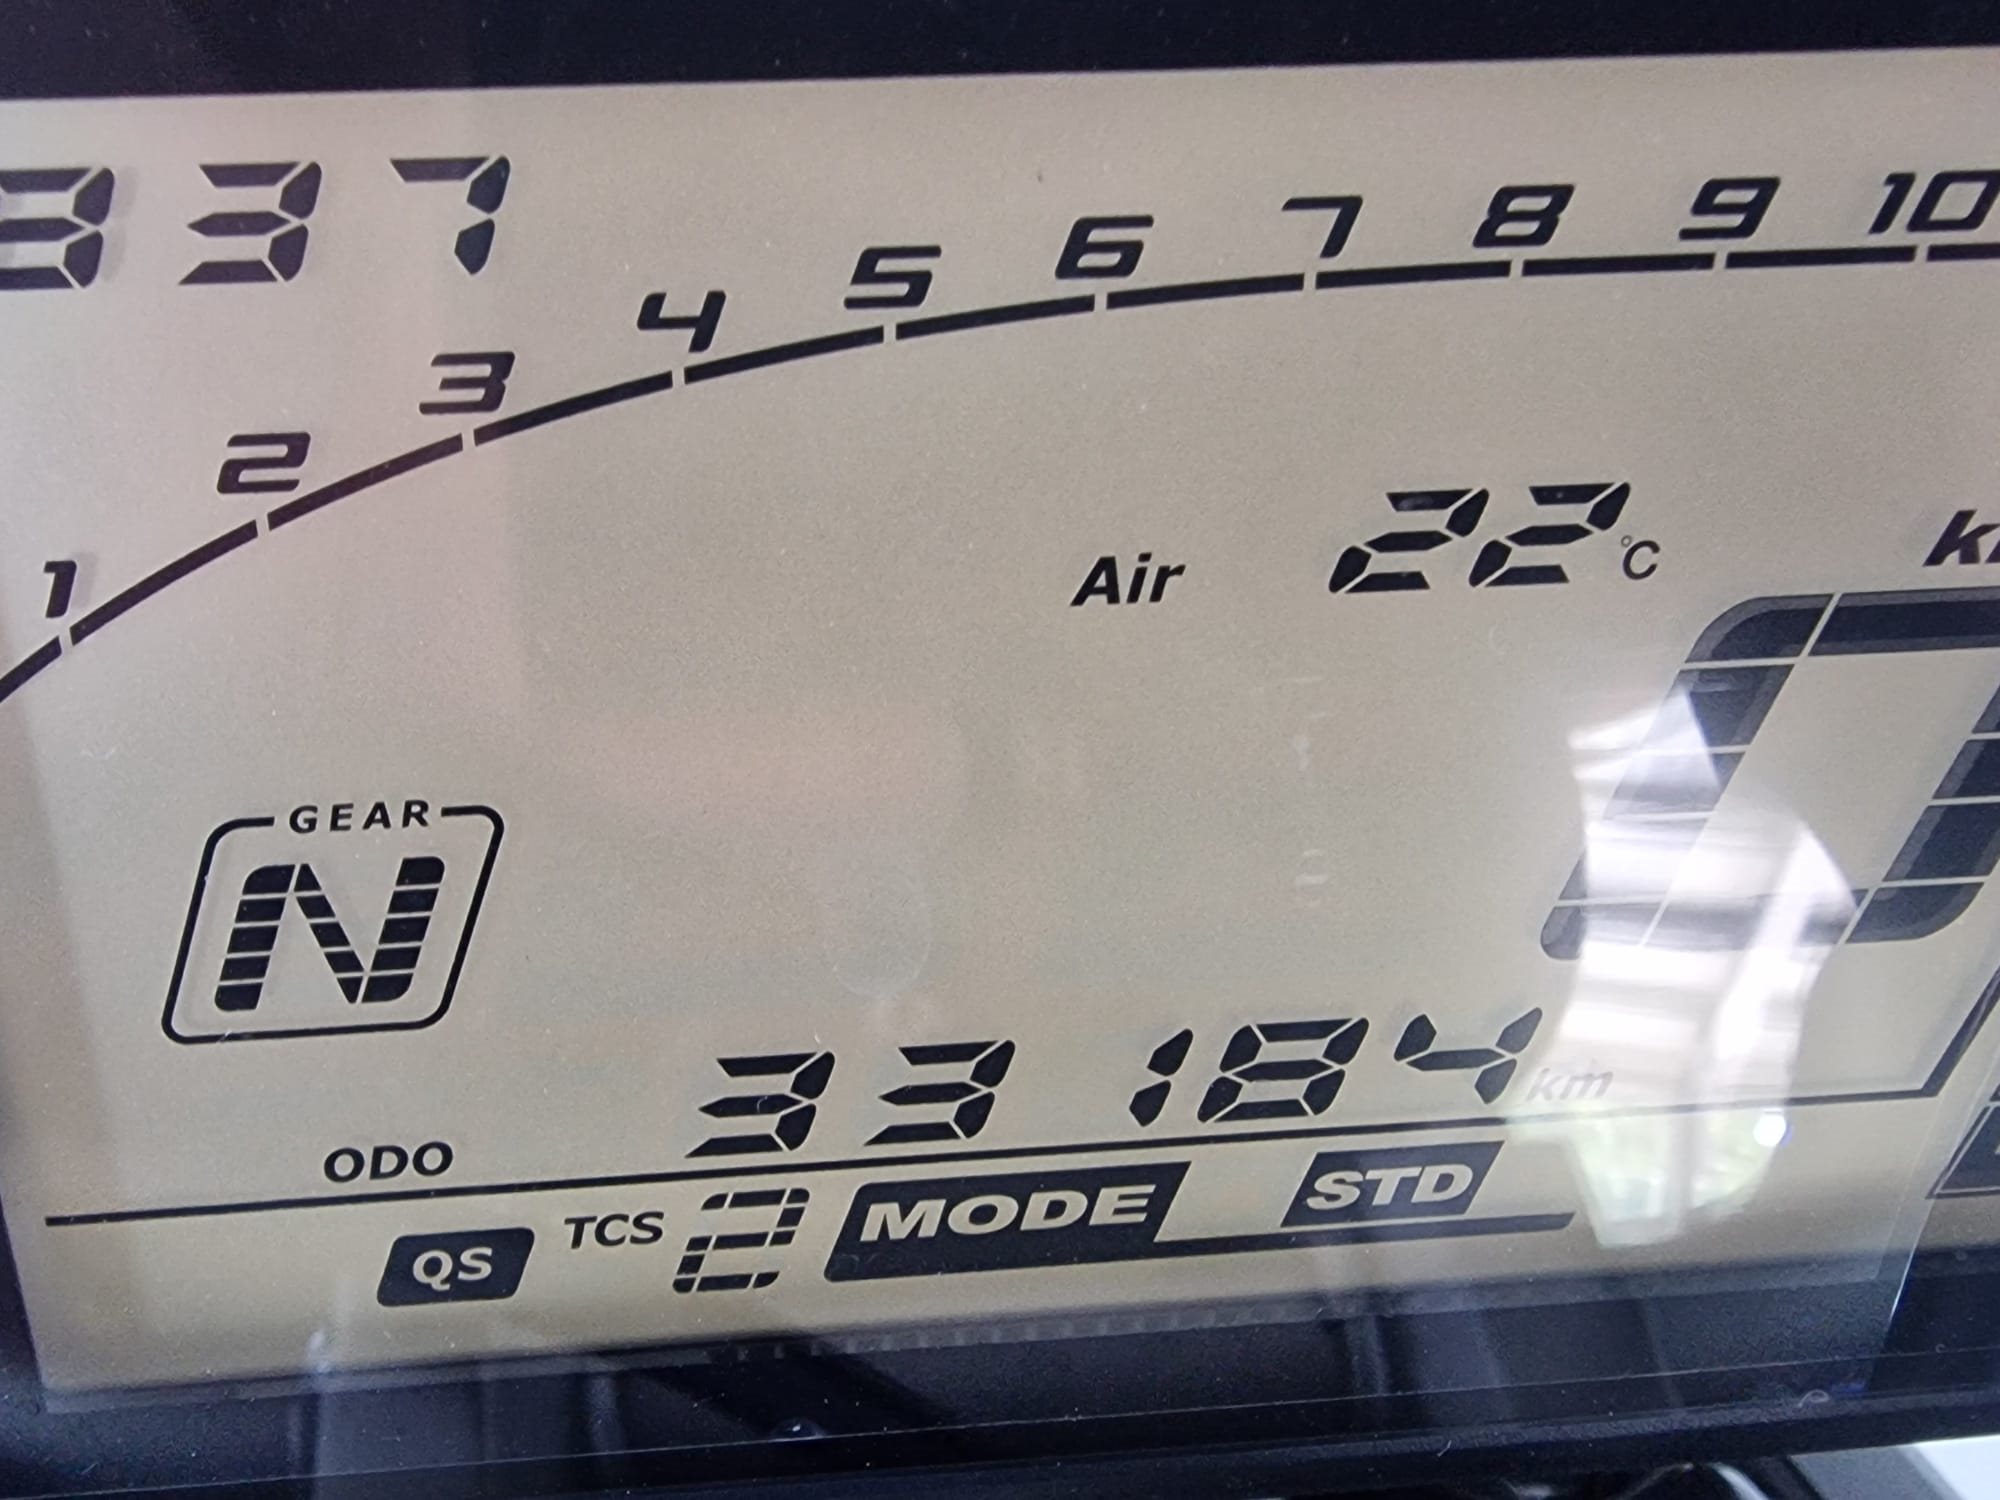 337
1 2 3 4 5 6 7 8 9 10
Air 22°C
GEAR
N
0
ODO 33184 km
QS TCS 2 MODE STD